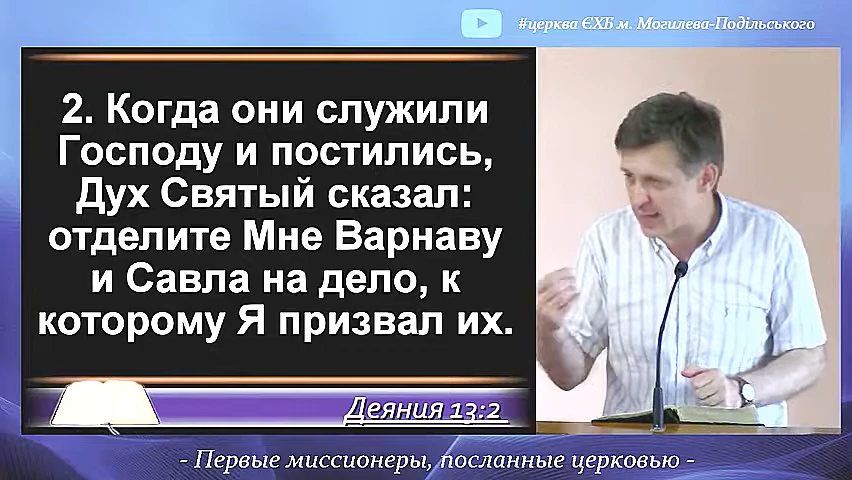 #церква ЄХБ м. Могилева-Подільського
2. Когда они служили
Господу и постились,
Дух Святый сказал:
отделите Мне Варнаву
и Савла на дело, к
которому Я призвал их.
Деяния 13:2
- Первые миссионеры, посланные церковью -